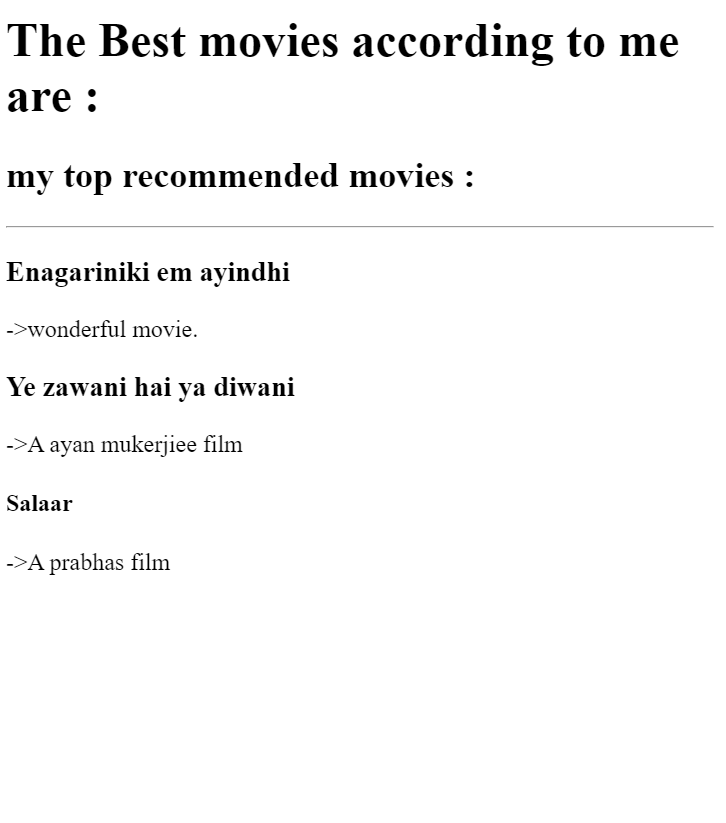 The Best movies according to me
are :
my top recommended movies :
Enagariniki em ayindhi
->wonderful movie.
Ye zawani hai ya diwani
->A ayan mukerjiee film
Salaar
->A prabhas film